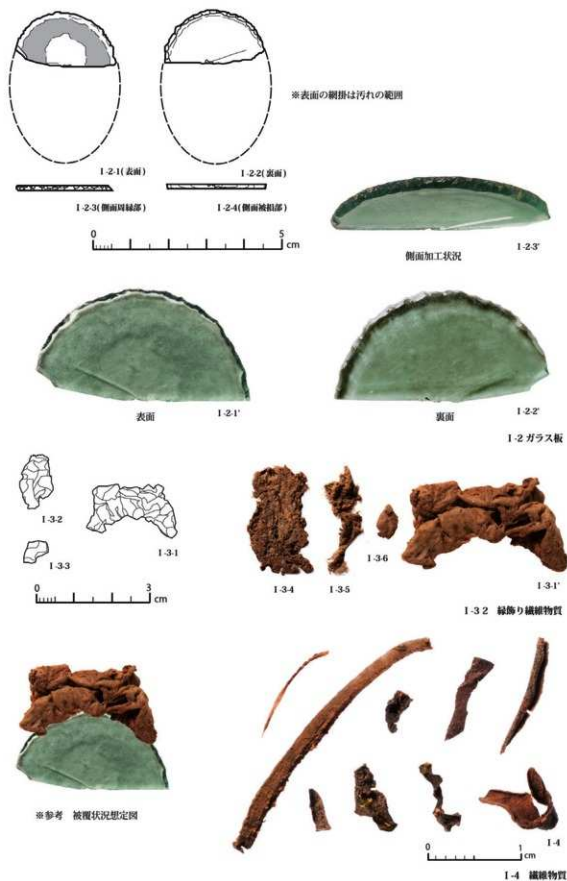 ※表面の網掛は汚れの範囲
I-2-1(表面)
I-2-2(裏面)
I-2-3(側面周縁部)
I-2-4(側面被損部)
0 5
cm
I-2-3'
側面加工状況
I-2-1'
表面
I-2-2'
裏面
I-2 ガラス板
I-3-2
I-3-1
I-3-3
0 3
cm
I-3-4
I-3-5
I-3-6
I-3-1'
I-3 2 縁飾り繊維物質
※参考 被覆状況想定図
I-4
0 1
cm
I-4 繊維物質